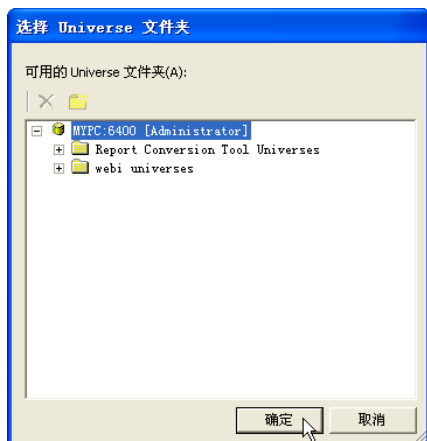 选择 Universe 文件夹
可用的 Universe 文件夹(A):
MYPC:6400 [Administrator]
Report Conversion Tool Universes
webi universes
确定 取消